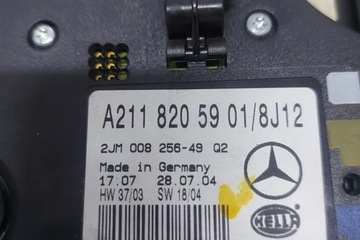 A211 820 59 01/8J12
2JM 008 256-49 Q2
Made in Germany
17.07 28.07.04
HW 37/03 SW 18/04
HELLA